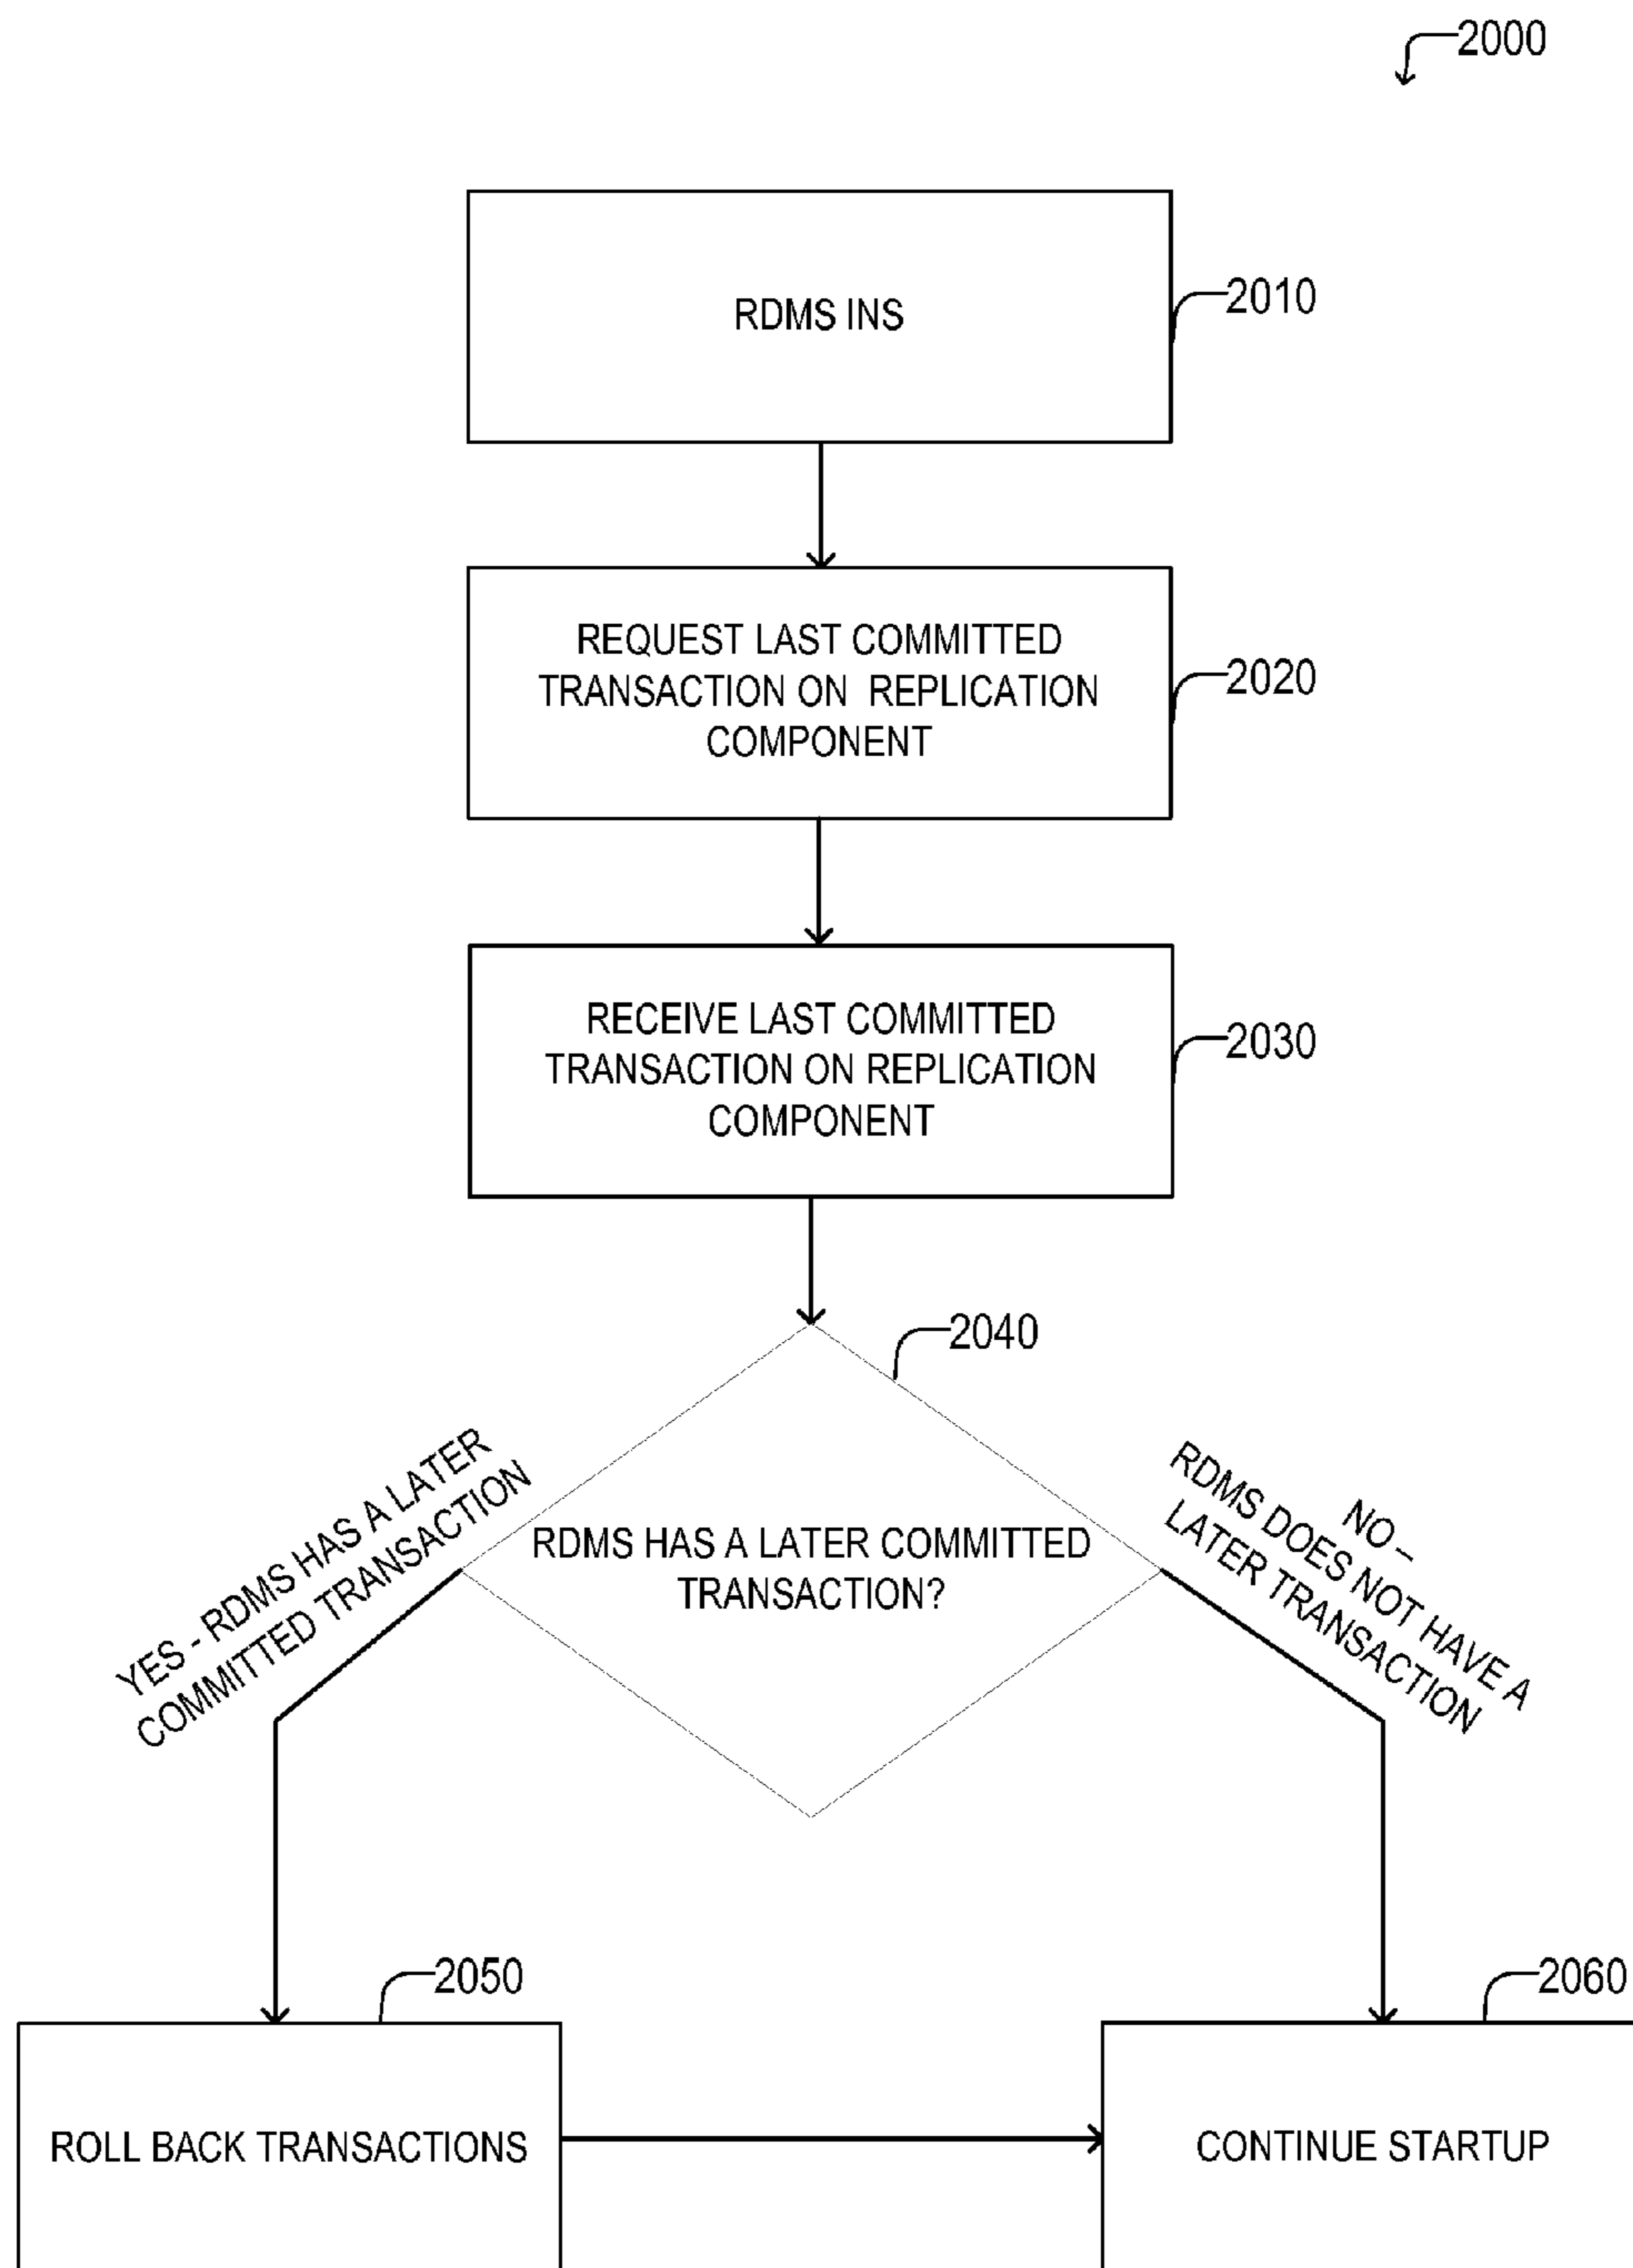 2000
RDMS INS
2010
REQUEST LAST COMMITTED
TRANSACTION ON REPLICATION
COMPONENT
2020
RECEIVE LAST COMMITTED
TRANSACTION ON REPLICATION
COMPONENT
2030
2040
RDMS HAS A LATER COMMITTED
TRANSACTION?
YES - RDMS HAS A LATER
COMMITTED TRANSACTION
NO –
RDMS DOES NOT HAVE A
LATER TRANSACTION
2050
ROLL BACK TRANSACTIONS
2060
CONTINUE STARTUP